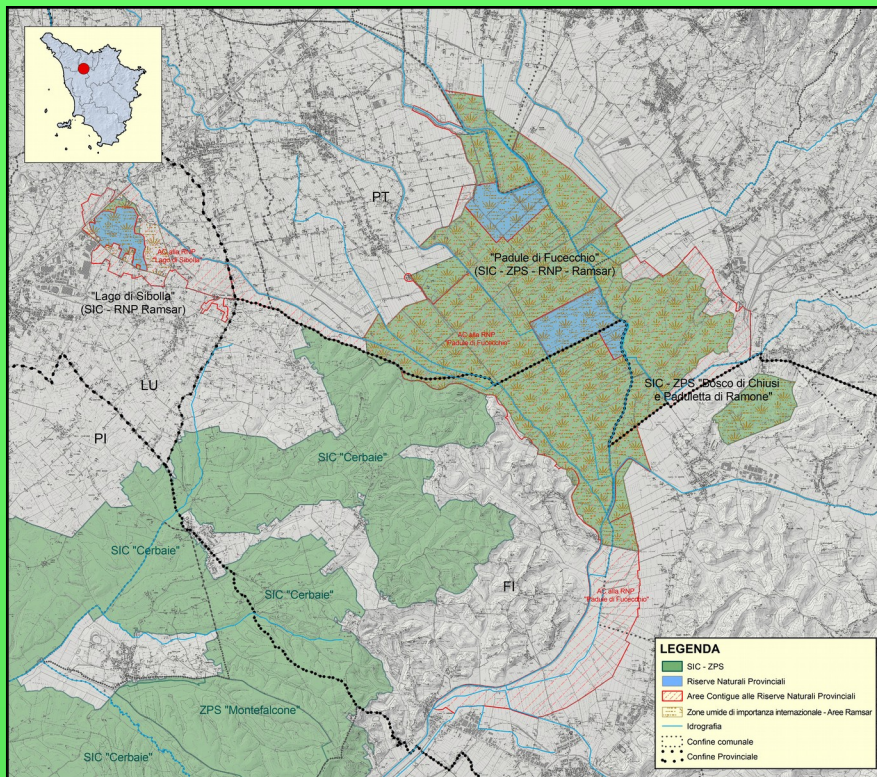 PT
"Padule di Fucecchio"
(SIC - ZPS - RNP - Ramsar)
AC alla RNP
"Lago di Sibolla"
"Lago di Sibolla"
(SIC - RNP Ramsar)
AC alla RNP
"Padule di Fucecchio"
SIC - ZPS "Bosco di Chiusi
e Paduletta di Ramone"
LU
PI
SIC "Cerbaie"
SIC "Cerbaie"
SIC "Cerbaie"
FI
AC alla RNP
"Padule di Fucecchio"
ZPS "Montefalcone"
SIC "Cerbaie"
LEGENDA
SIC - ZPS
Riserve Naturali Provinciali
Aree Contigue alle Riserve Naturali Provinciali
Zone umide di importanza internazionale - Aree Ramsar
Idrografia
Confine comunale
Confine Provinciale